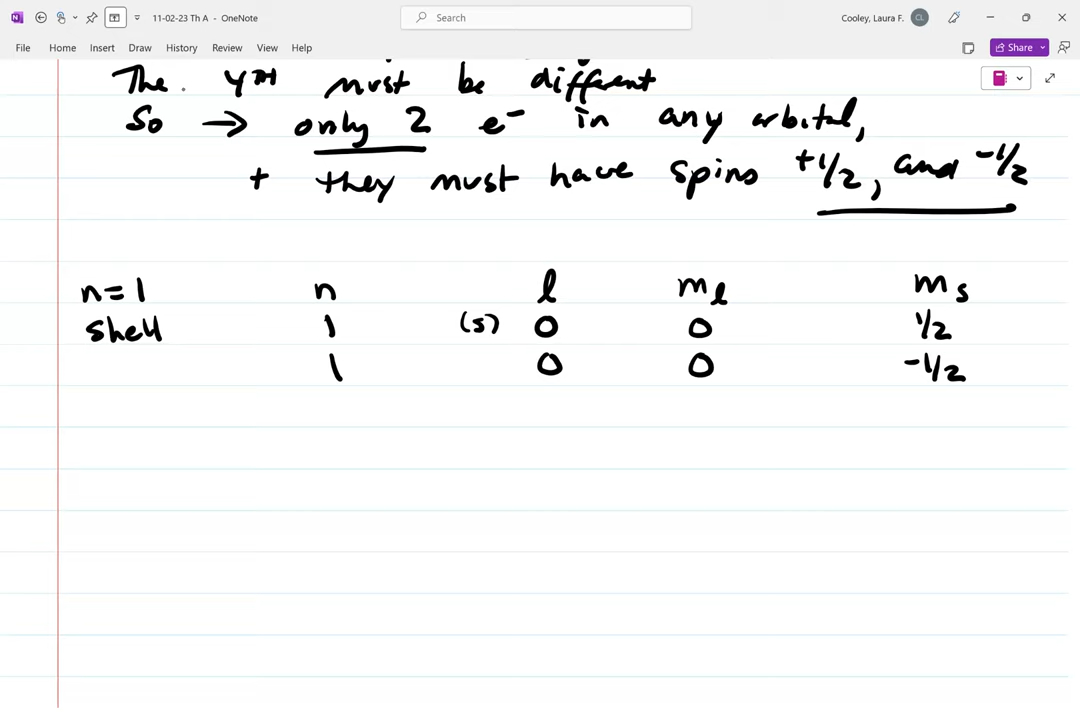 11-02-23 Th A - OneNote
Search
Cooley, Laura F.
CL
File Home Insert Draw History Review View Help
Share
The 4TH must be different
So → only 2 e⁻ in any orbital,
+ they must have spins +1/2, and -1/2
n=1 n l mₗ mₛ
shell 1 (s) 0 0 1/2
1 0 0 -1/2